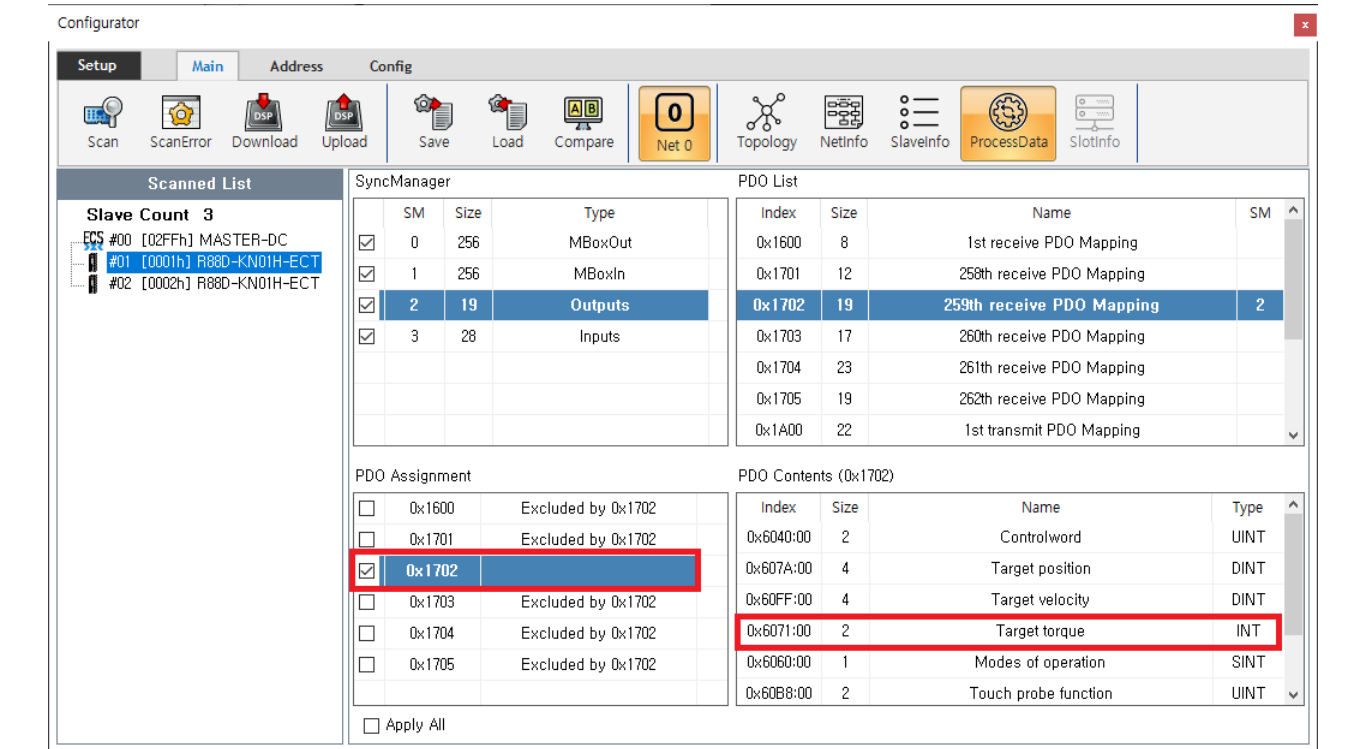 Configurator
x
Setup Main Address Config
Scan ScanError Download Upload Save Load Compare Net 0 Topology NetInfo SlaveInfo ProcessData SlotInfo
DSP DSP A B 0
Scanned List
Slave Count 3
ECS #00 [02FFh] MASTER-DC
#01 [0001h] R88D-KN01H-ECT
#02 [0002h] R88D-KN01H-ECT
SyncManager
SM Size Type
0 256 MBoxOut
1 256 MBoxIn
2 19 Outputs
3 28 Inputs
PDO List
Index Size Name SM
0x1600 8 1st receive PDO Mapping
0x1701 12 258th receive PDO Mapping
0x1702 19 259th receive PDO Mapping 2
0x1703 17 260th receive PDO Mapping
0x1704 23 261th receive PDO Mapping
0x1705 19 262th receive PDO Mapping
0x1A00 22 1st transmit PDO Mapping
PDO Assignment
0x1600 Excluded by 0x1702
0x1701 Excluded by 0x1702
0x1702
0x1703 Excluded by 0x1702
0x1704 Excluded by 0x1702
0x1705 Excluded by 0x1702
Apply All
PDO Contents (0x1702)
Index Size Name Type
0x6040:00 2 Controlword UINT
0x607A:00 4 Target position DINT
0x60FF:00 4 Target velocity DINT
0x6071:00 2 Target torque INT
0x6060:00 1 Modes of operation SINT
0x60B8:00 2 Touch probe function UINT